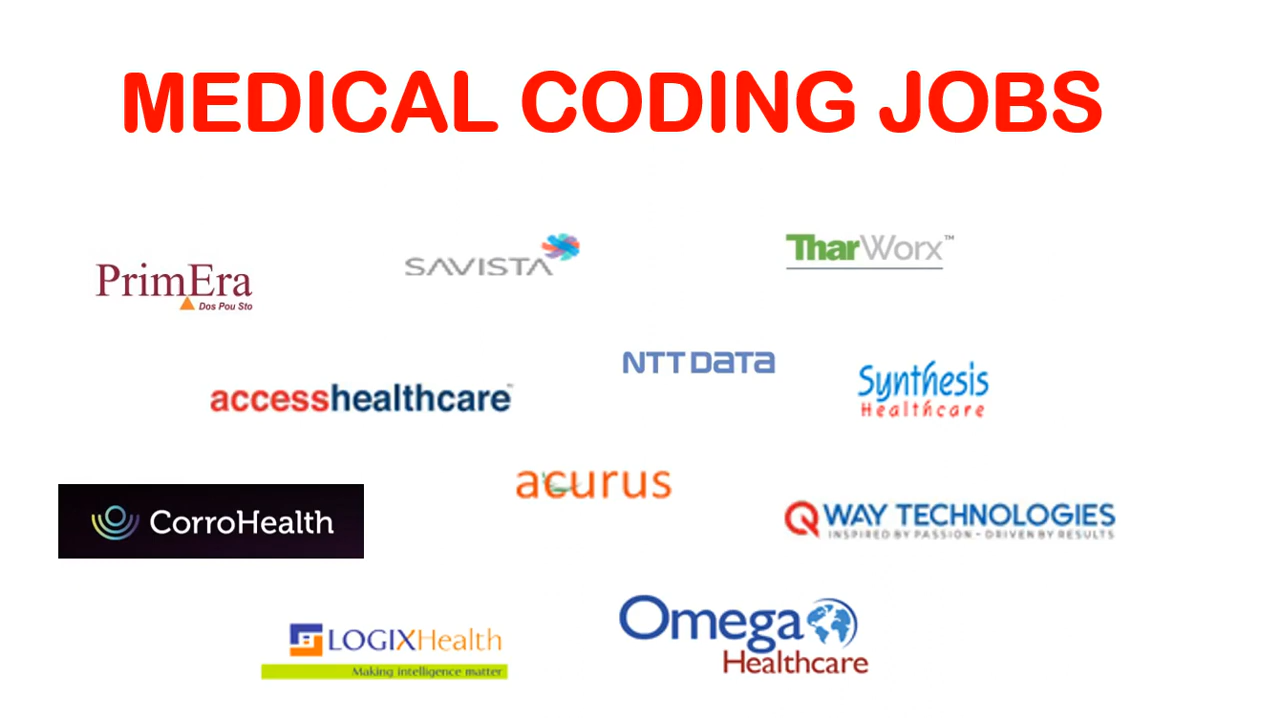 MEDICAL CODING JOBS
SAVISTA
TharWorx™
PrimEra
Dos Pou Sto
NTT DATA
accesshealthcare
Synthesis
Healthcare
acurus
CorroHealth
QWAY TECHNOLOGIES
INSPIRED BY PASSION - DRIVEN BY RESULTS
Omega
Healthcare
LOGIXHealth
Making intelligence matter